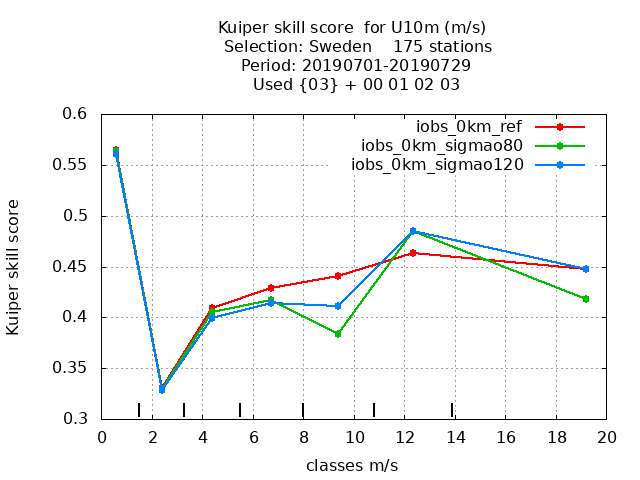 Kuiper skill score  for U10m (m/s)
Selection: Sweden    175 stations
Period: 20190701-20190729
Used {03} + 00 01 02 03
iobs_0km_ref
iobs_0km_sigmao80
iobs_0km_sigmao120
Kuiper skill score
0.6
0.55
0.5
0.45
0.4
0.35
0.3
0 2 4 6 8 10 12 14 16 18 20
classes m/s